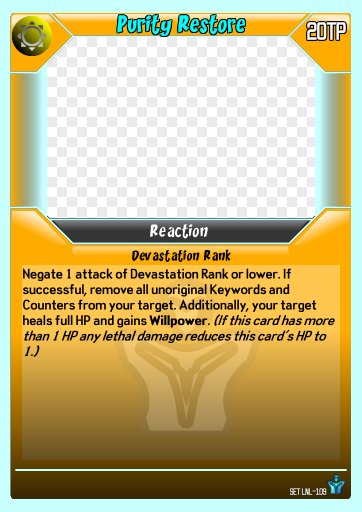 Purity Restore
20TP
Reaction
Devastation Rank
Negate 1 attack of Devastation Rank or lower. If
successful, remove all unoriginal Keywords and
Counters from your target. Additionally, your target
heals full HP and gains Willpower. (If this card has more
than 1 HP any lethal damage reduces this card's HP to
1.)
SET LNL-109